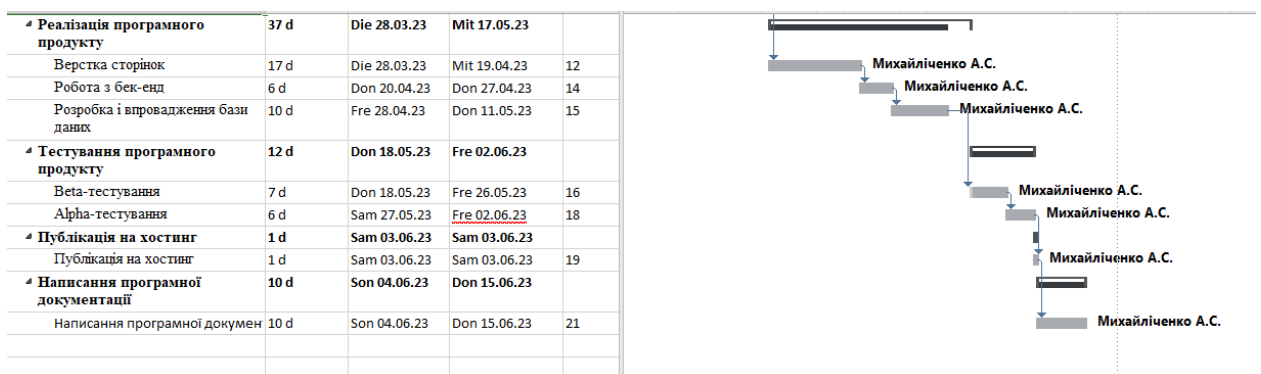 Реалізація програмного 37 d Die 28.03.23 Mit 17.05.23
продукту
Верстка сторінок 17 d Die 28.03.23 Mit 19.04.23 12 Михайліченко А.С.
Робота з бек-енд 6 d Don 20.04.23 Don 27.04.23 14 Михайліченко А.С.
Розробка і впровадження бази 10 d Fre 28.04.23 Don 11.05.23 15 Михайліченко А.С.
даних
Тестування програмного 12 d Don 18.05.23 Fre 02.06.23
продукту
Beta-тестування 7 d Don 18.05.23 Fre 26.05.23 16 Михайліченко А.С.
Alpha-тестування 6 d Sam 27.05.23 Fre 02.06.23 18 Михайліченко А.С.
Публікація на хостинг 1 d Sam 03.06.23 Sam 03.06.23
Публікація на хостинг 1 d Sam 03.06.23 Sam 03.06.23 19 Михайліченко А.С.
Написання програмної 10 d Son 04.06.23 Don 15.06.23
документації
Написання програмної докумен 10 d Son 04.06.23 Don 15.06.23 21 Михайліченко А.С.